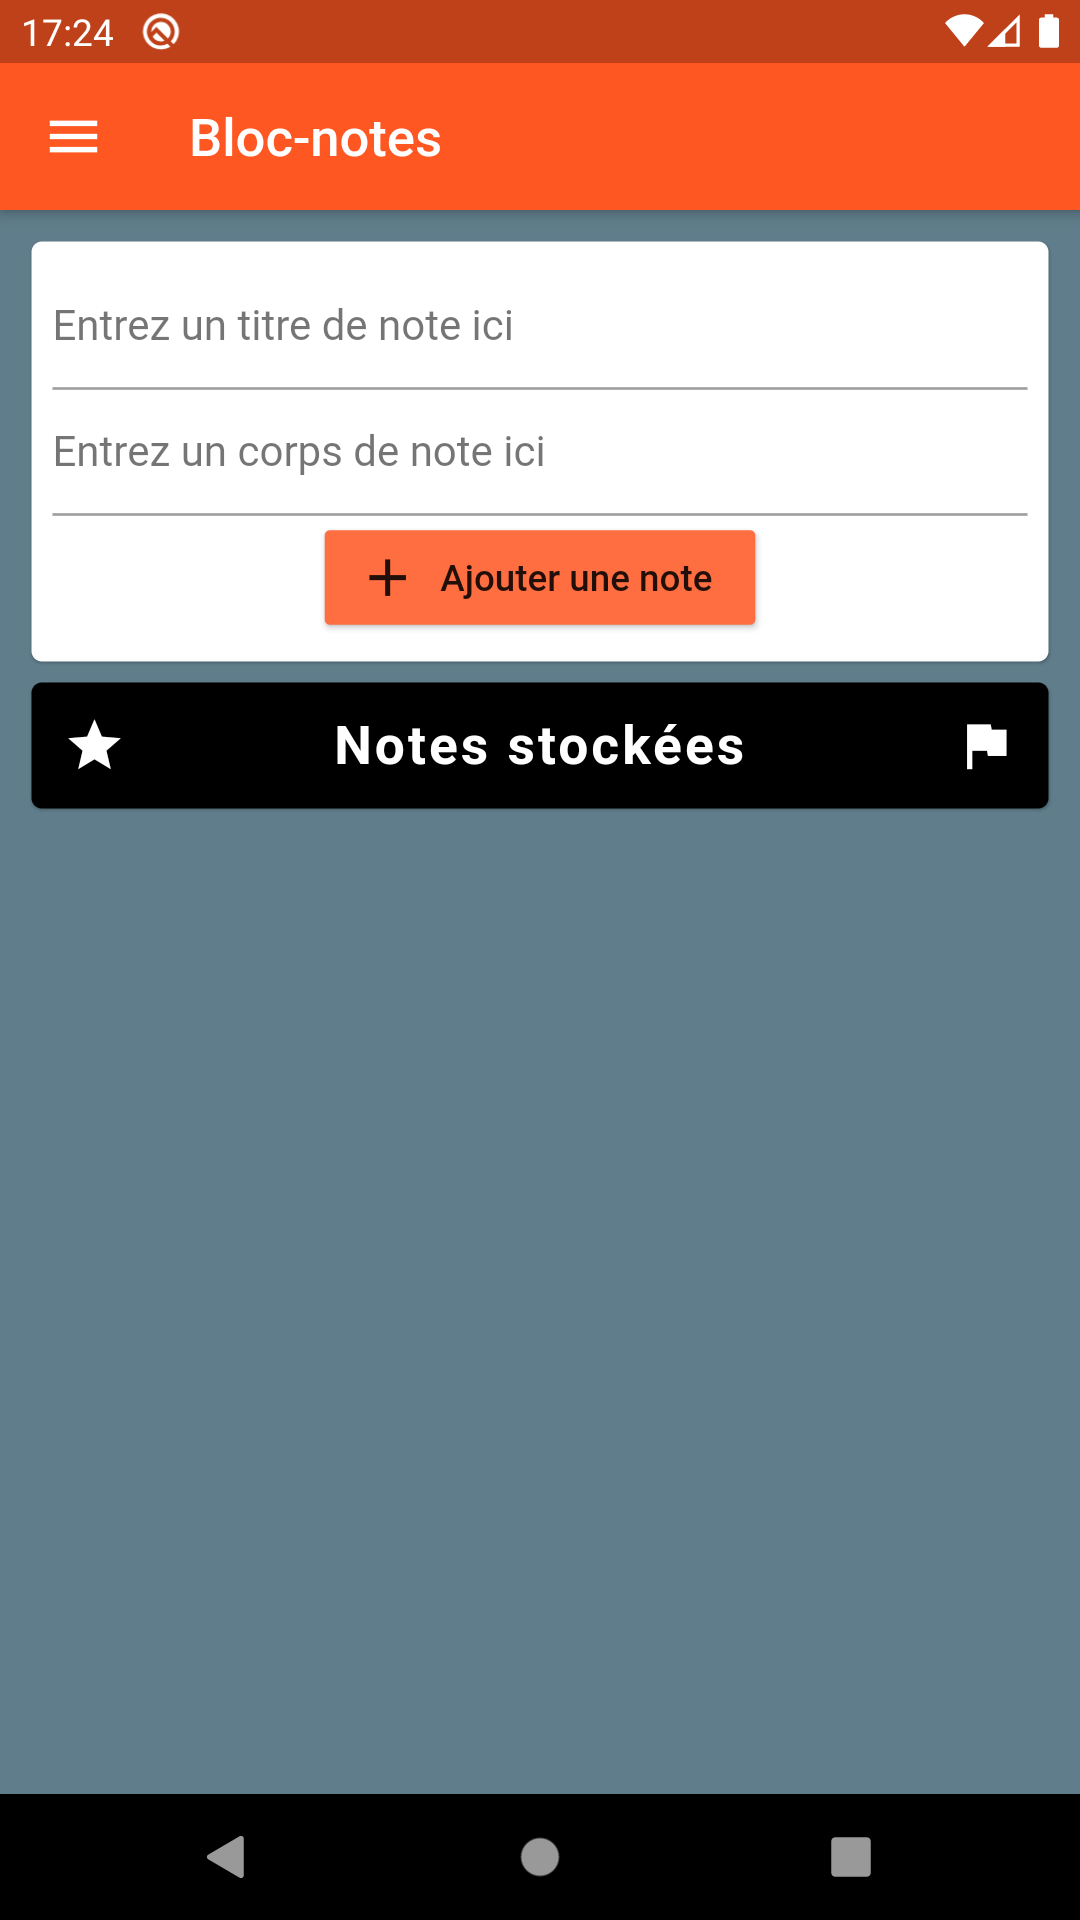 17:24
Bloc-notes
Entrez un titre de note ici
Entrez un corps de note ici
Ajouter une note
Notes stockées